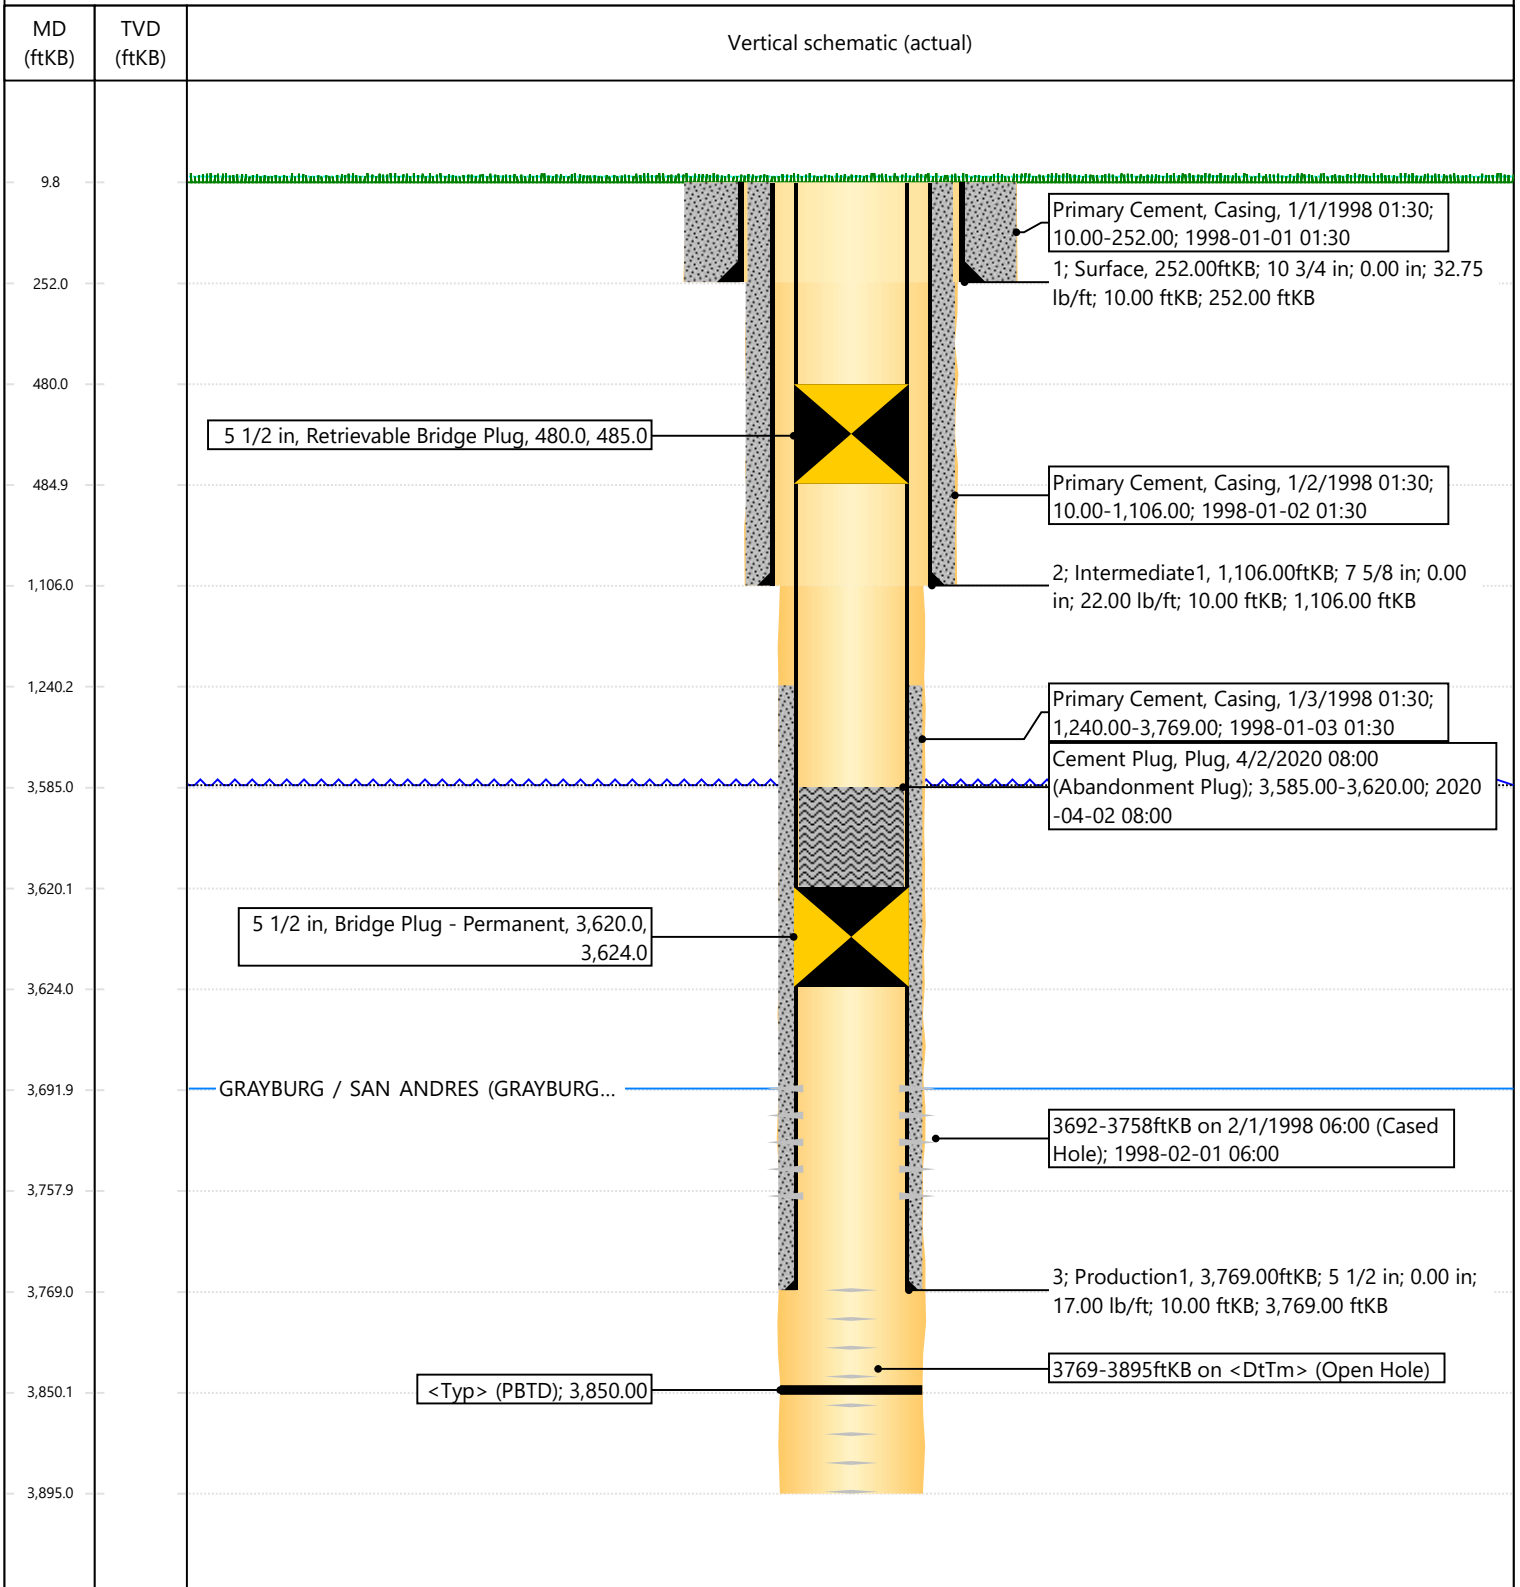 MD
(ftKB)
TVD
(ftKB)
Vertical schematic (actual)
9.8
252.0
480.0
484.9
1,106.0
1,240.2
3,585.0
3,620.1
3,624.0
3,691.9
3,757.9
3,769.0
3,850.1
3,895.0
Primary Cement, Casing, 1/1/1998 01:30;
10.00-252.00; 1998-01-01 01:30
1; Surface, 252.00ftKB; 10 3/4 in; 0.00 in; 32.75
lb/ft; 10.00 ftKB; 252.00 ftKB
5 1/2 in, Retrievable Bridge Plug, 480.0, 485.0
Primary Cement, Casing, 1/2/1998 01:30;
10.00-1,106.00; 1998-01-02 01:30
2; Intermediate1, 1,106.00ftKB; 7 5/8 in; 0.00
in; 22.00 lb/ft; 10.00 ftKB; 1,106.00 ftKB
Primary Cement, Casing, 1/3/1998 01:30;
1,240.00-3,769.00; 1998-01-03 01:30
Cement Plug, Plug, 4/2/2020 08:00
(Abandonment Plug); 3,585.00-3,620.00; 2020
-04-02 08:00
5 1/2 in, Bridge Plug - Permanent, 3,620.0,
3,624.0
GRAYBURG / SAN ANDRES (GRAYBURG...
3692-3758ftKB on 2/1/1998 06:00 (Cased
Hole); 1998-02-01 06:00
3; Production1, 3,769.00ftKB; 5 1/2 in; 0.00 in;
17.00 lb/ft; 10.00 ftKB; 3,769.00 ftKB
3769-3895ftKB on <DtTm> (Open Hole)
<Typ> (PBTD); 3,850.00